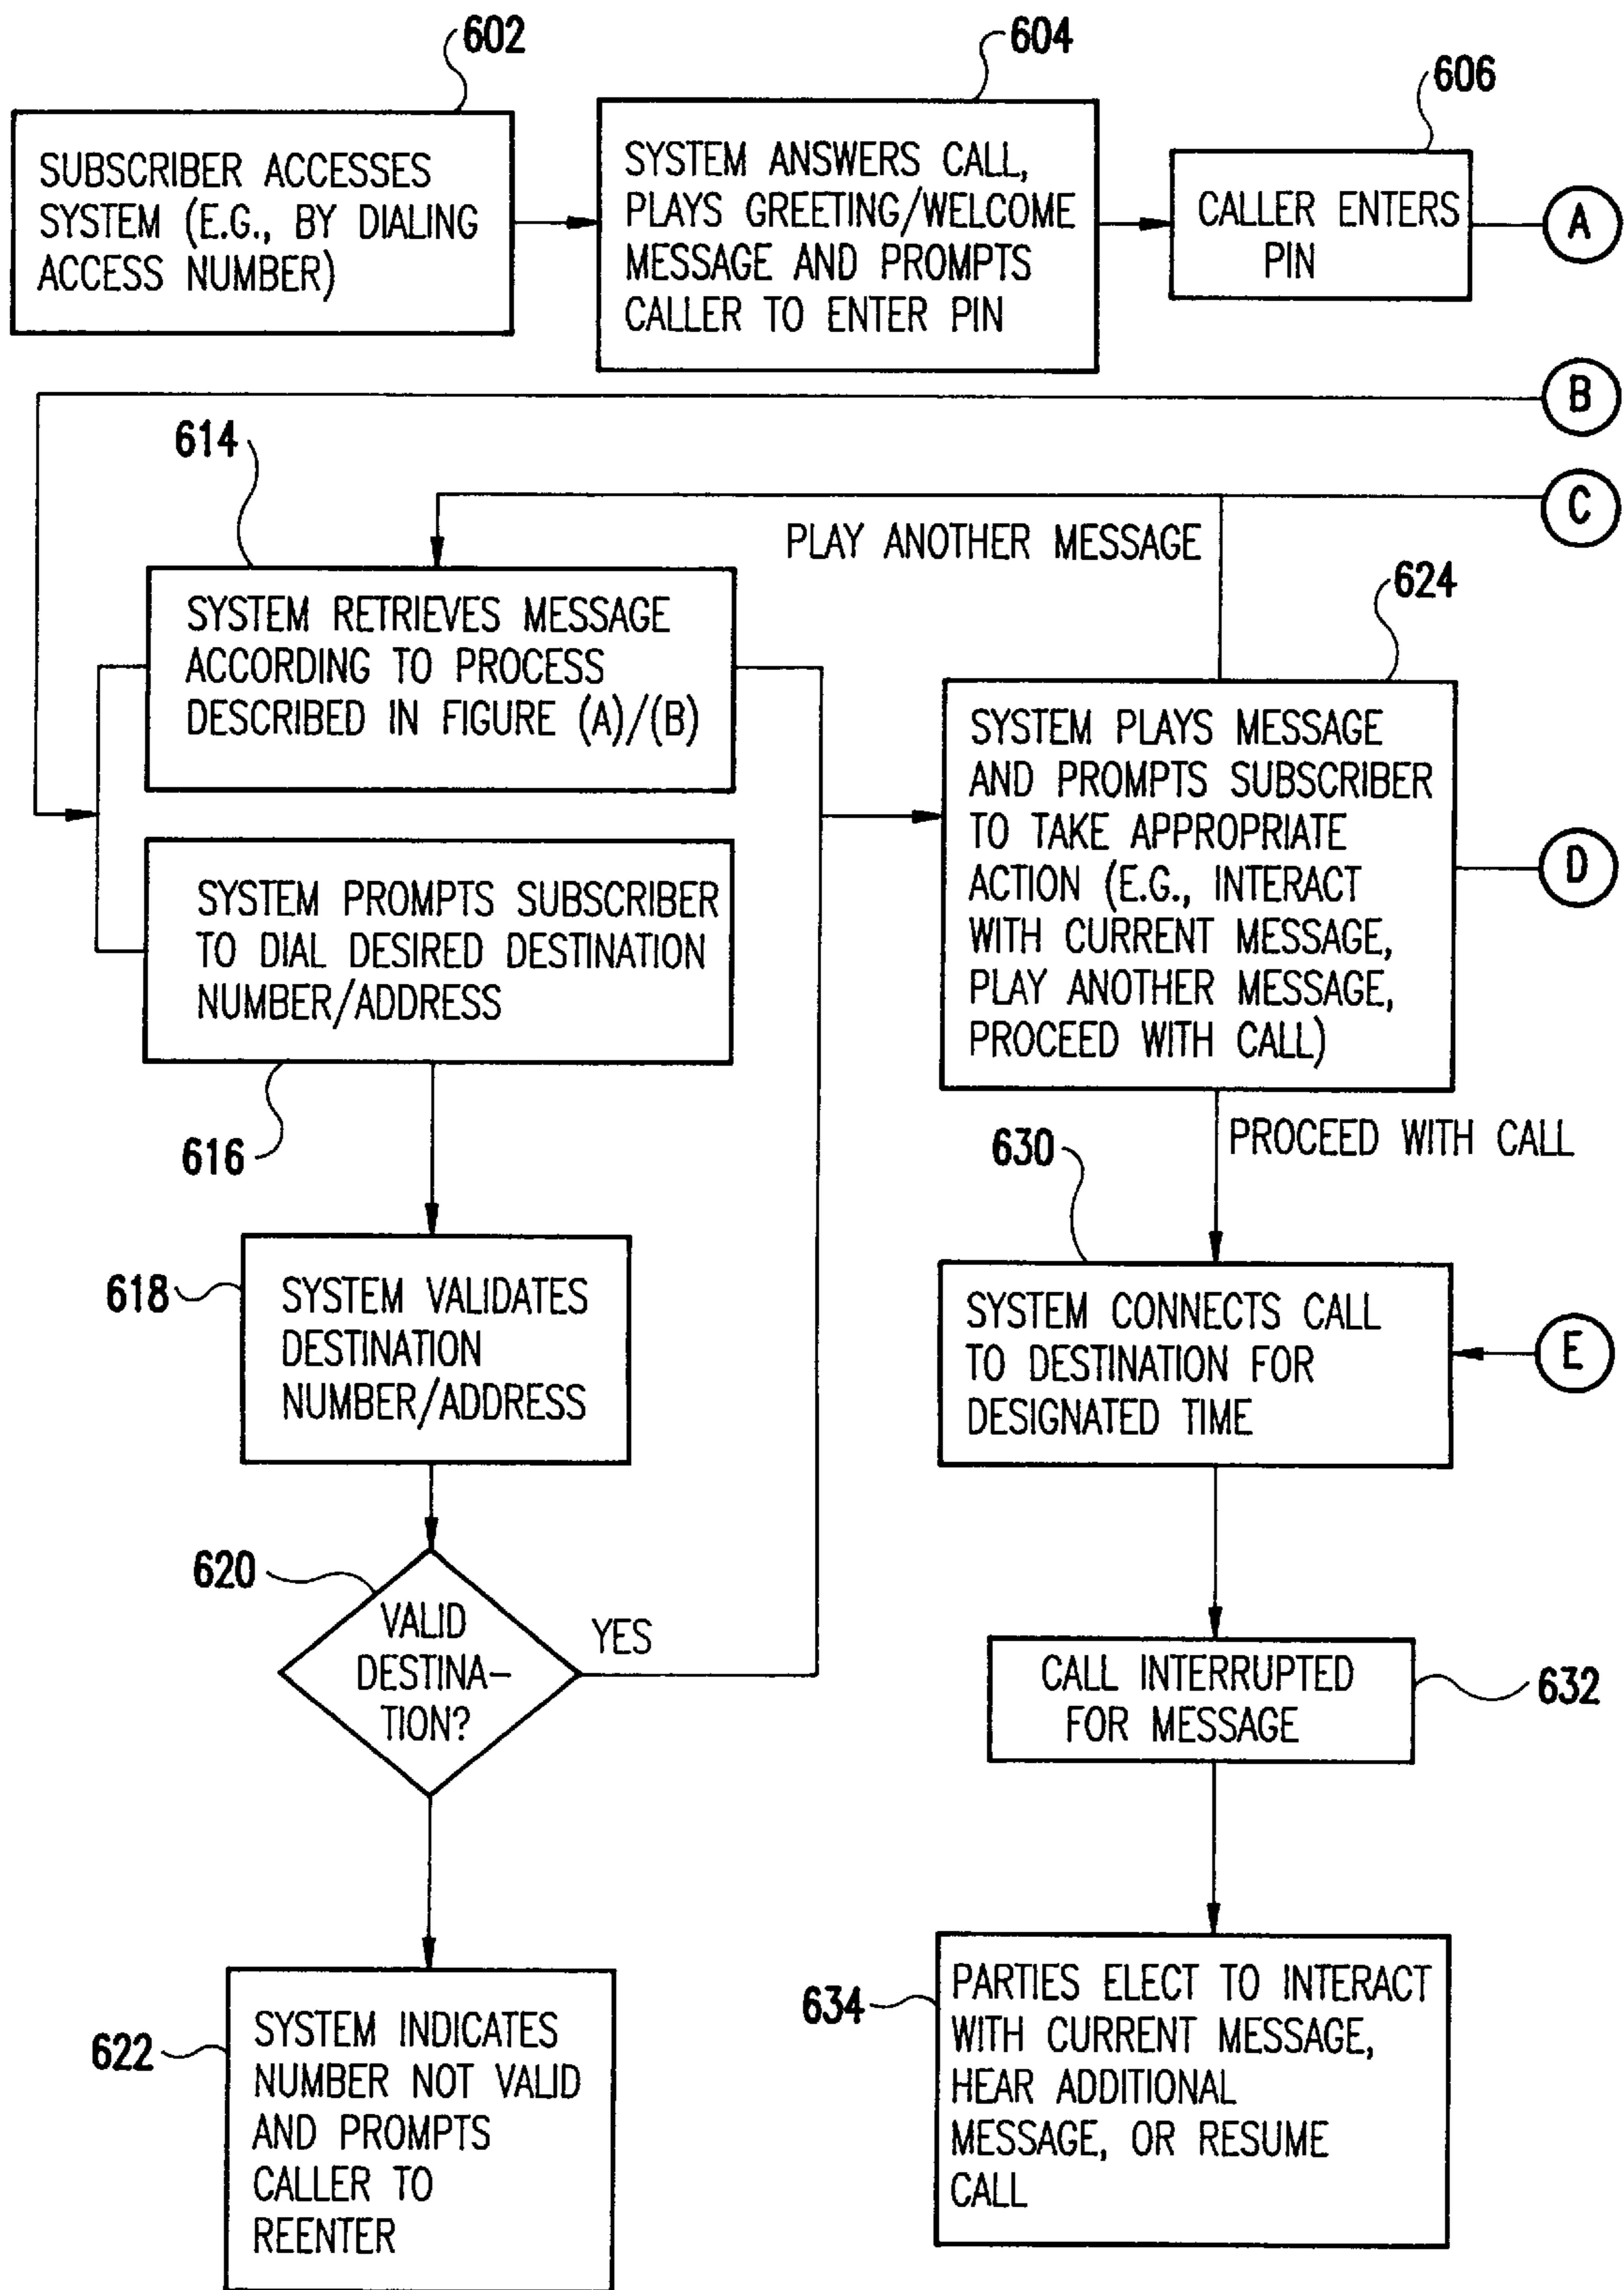 602
SUBSCRIBER ACCESSES
SYSTEM (E.G., BY DIALING
ACCESS NUMBER)
604
SYSTEM ANSWERS CALL,
PLAYS GREETING/WELCOME
MESSAGE AND PROMPTS
CALLER TO ENTER PIN
606
CALLER ENTERS
PIN
A
B
C
614
PLAY ANOTHER MESSAGE
SYSTEM RETRIEVES MESSAGE
ACCORDING TO PROCESS
DESCRIBED IN FIGURE (A)/(B)
624
SYSTEM PLAYS MESSAGE
AND PROMPTS SUBSCRIBER
TO TAKE APPROPRIATE
ACTION (E.G., INTERACT
WITH CURRENT MESSAGE,
PLAY ANOTHER MESSAGE,
PROCEED WITH CALL)
D
SYSTEM PROMPTS SUBSCRIBER
TO DIAL DESIRED DESTINATION
NUMBER/ADDRESS
616
PROCEED WITH CALL
630
618
SYSTEM VALIDATES
DESTINATION
NUMBER/ADDRESS
SYSTEM CONNECTS CALL
TO DESTINATION FOR
DESIGNATED TIME
E
620
VALID
DESTINA-
TION?
YES
CALL INTERRUPTED
FOR MESSAGE
632
622
SYSTEM INDICATES
NUMBER NOT VALID
AND PROMPTS
CALLER TO
REENTER
634
PARTIES ELECT TO INTERACT
WITH CURRENT MESSAGE,
HEAR ADDITIONAL
MESSAGE, OR RESUME
CALL